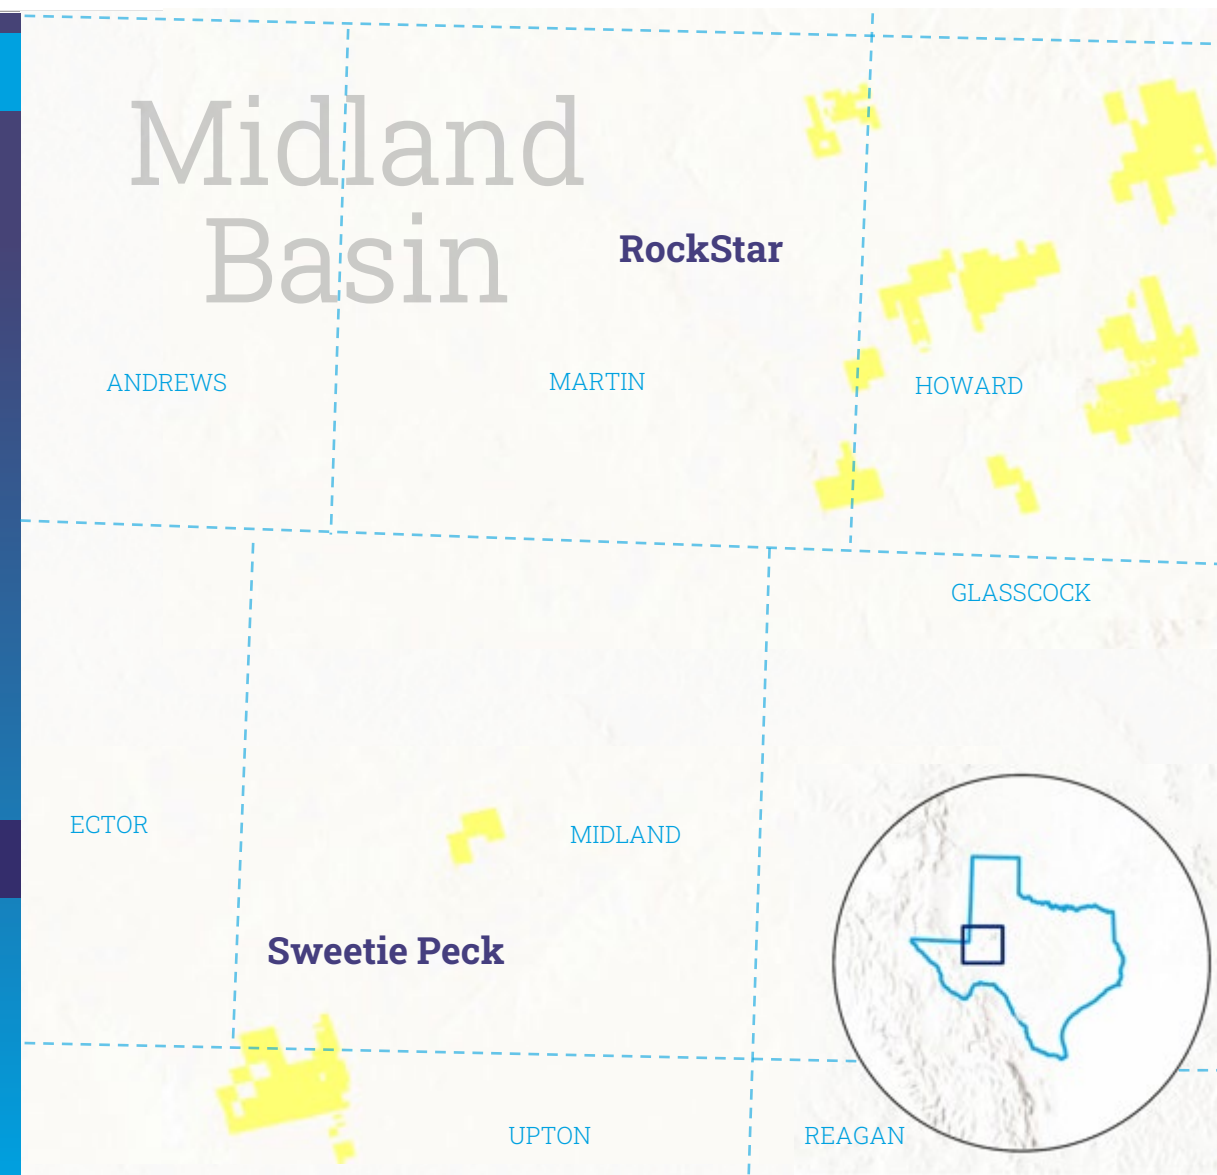 Midland
Basin
RockStar
ANDREWS
MARTIN
HOWARD
GLASSCOCK
ECTOR
MIDLAND
Sweetie Peck
UPTON
REAGAN